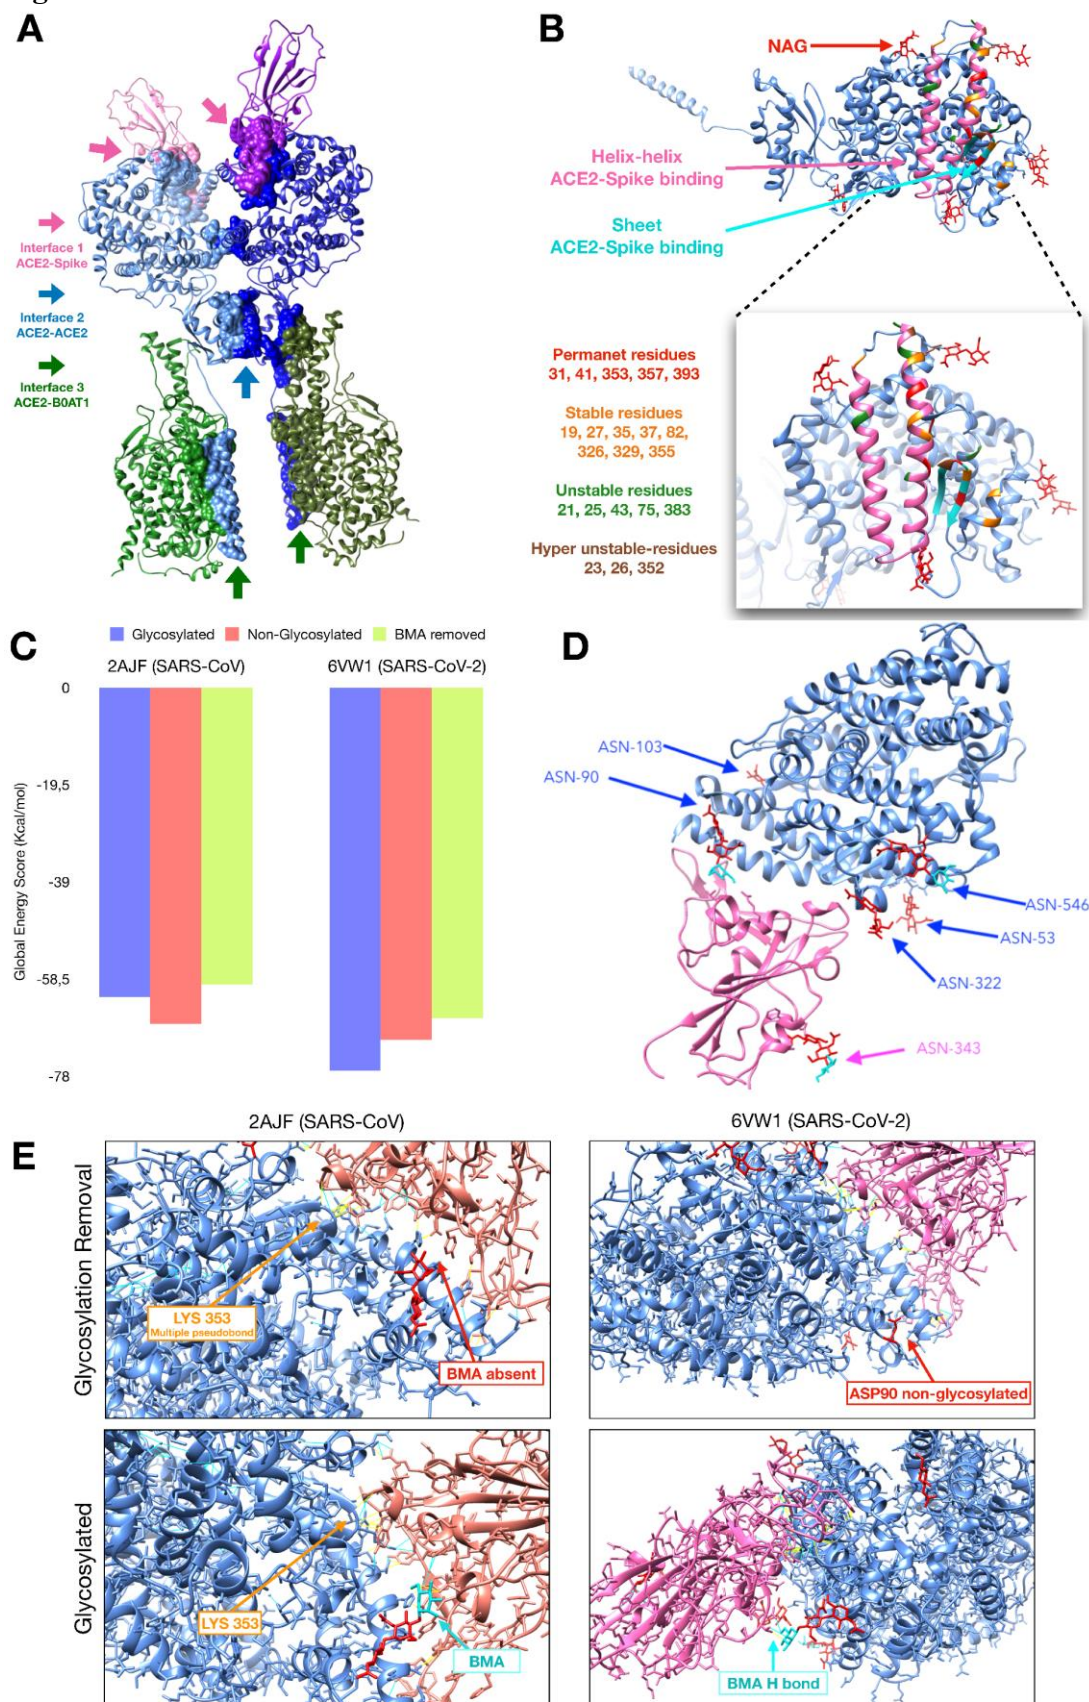 A
Interface 1
ACE2-Spike
Interface 2
ACE2-ACE2
Interface 3
ACE2-B0AT1
B
NAG
Helix-helix
ACE2-Spike binding
Sheet
ACE2-Spike binding
Permanet residues
31, 41, 353, 357, 393
Stable residues
19, 27, 35, 37, 82,
326, 329, 355
Unstable residues
21, 25, 43, 75, 383
Hyper unstable-residues
23, 26, 352
C
Glycosylated
Non-Glycosylated
BMA removed
2AJF (SARS-CoV)
6VW1 (SARS-CoV-2)
Global Energy Score (Kcal/mol)
0
-19,5
-39
-58,5
-78
D
ASN-103
ASN-90
ASN-546
ASN-53
ASN-322
ASN-343
E
2AJF (SARS-CoV)
6VW1 (SARS-CoV-2)
Glycosylation Removal
LYS 353
Multiple pseudobond
BMA absent
ASP90 non-glycosylated
Glycosylated
LYS 353
BMA
BMA H bond